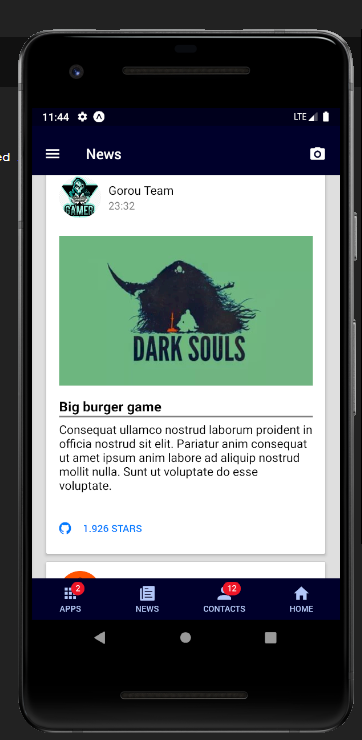 ed
11:44
LTE
News
GAMER
Gorou Team
23:32
DARK SOULS
Big burger game
Consequat ullamco nostrud laborum proident in
officia nostrud sit elit. Pariatur anim consequat
ut amet ipsum anim labore ad aliquip nostrud
mollit nulla. Sunt ut voluptate do esse
voluptate.
1.926 STARS
2
12
APPS
NEWS
CONTACTS
HOME